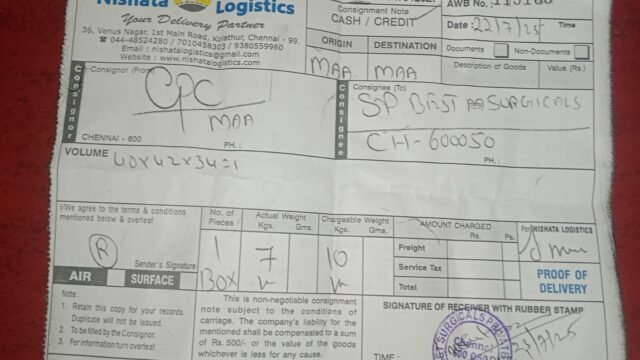 Nishata Logistics
Your Delivery Partner
36, Venus Nagar, 1st Main Road, Kolathur, Chennai - 99.
☎ 044-48524280 / 7010458303 / 9380559960
Email : nishatalogistics@gmail.com
Website : www.nishatalogistics.com
Consignment Note
CASH / CREDIT
AWB No.
Date : 22/7/25 Time
ORIGIN DESTINATION
MAA MAA
Documents Non-Documents
Description of Goods Value (Rs.)
Consignor
Consignor (From)
CPC
MAA
CHENNAI - 600 PH. :
Consignee
Consignee (To)
SP BEST SURGICALS
CH-600050
PH. :
VOLUME 40x42x34=1
I/We agree to the terms & conditions
mentioned below & overleaf
R
Sender's Signature
AIR SURFACE
No. of Pieces
1
BOX
Actual Weight
Kgs. Gms.
7
Chargeable Weight
Kgs. Gms.
10
AMOUNT CHARGED
Rs. Ps.
Freight
Service Tax
Total
For NISHATA LOGISTICS
PROOF OF
DELIVERY
Note :
1. Retain this copy for your records.
Duplicate will not be issued.
2. To be filled by the Consignor.
3. For information turn overleaf.
This is non-negotiable consignment
note subject to the conditions of
carriage. The company's liability for
mentioned shall be compensated to a sum
of Rs. 500/- or the value of the goods
whichever is less for any cause.
SIGNATURE OF RECEIVER WITH RUBBER STAMP
SURGICALS
Chennai
23/7/25
TIME :